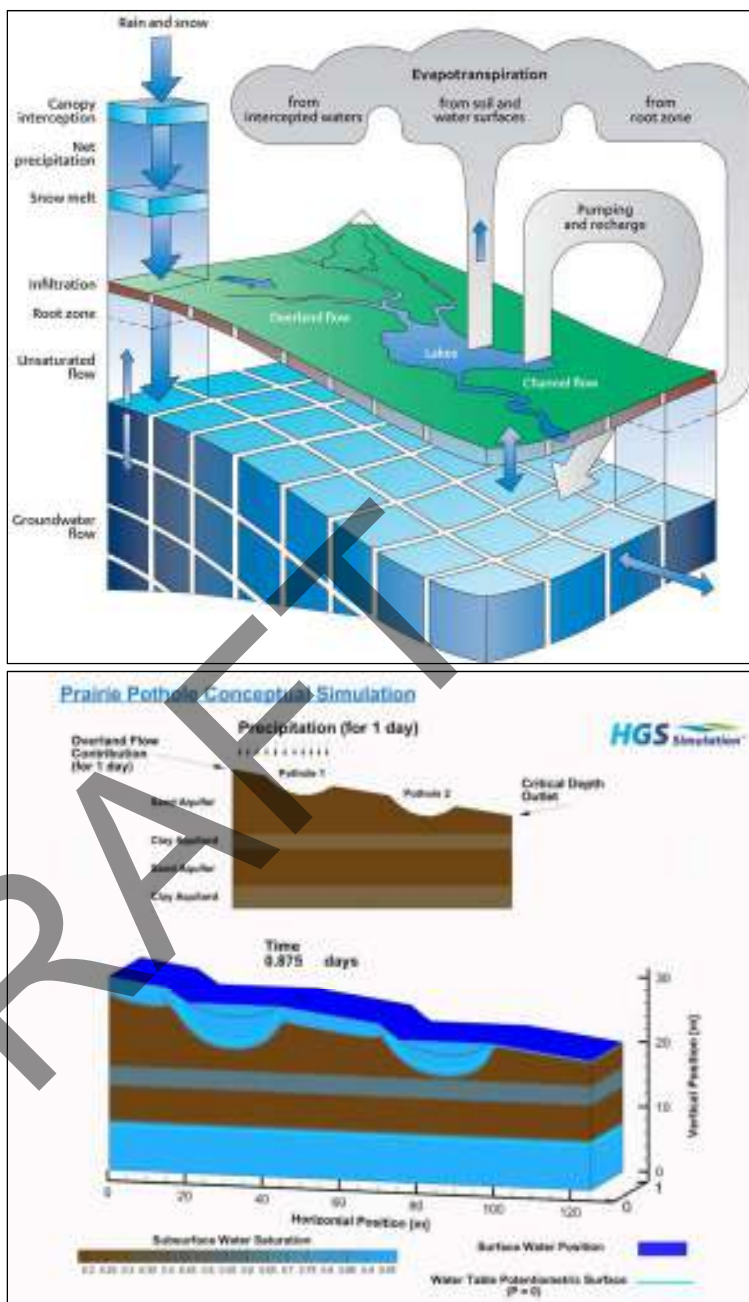 Rain and snow
Evapotranspiration
from
intercepted waters
from soil and
water surfaces
from
root zone
Canopy
interception
Net
precipitation
Snow melt
Pumping
and recharge
Infiltration
Root zone
Overland flow
Unsaturated
flow
Lakes
Channel flow
Groundwater
flow
RAFT
Prairie Pothole Conceptual Simulation
Precipitation (for 1 day)
HGS Simulation
Overland Flow
Contribution
(for 1 day)
Pothole 1
Pothole 2
Critical Depth
Outlet
Sand Aquifer
Clay Aquitard
Sand Aquifer
Clay Aquitard
Time
0.875 days
30
20
10
0
Vertical Position [m]
1
0
0 20 40 60 80 100 120
Horizontal Position [m]
Subsurface Water Saturation
Surface Water Position
Water Table Potentiometric Surface
(P = 0)